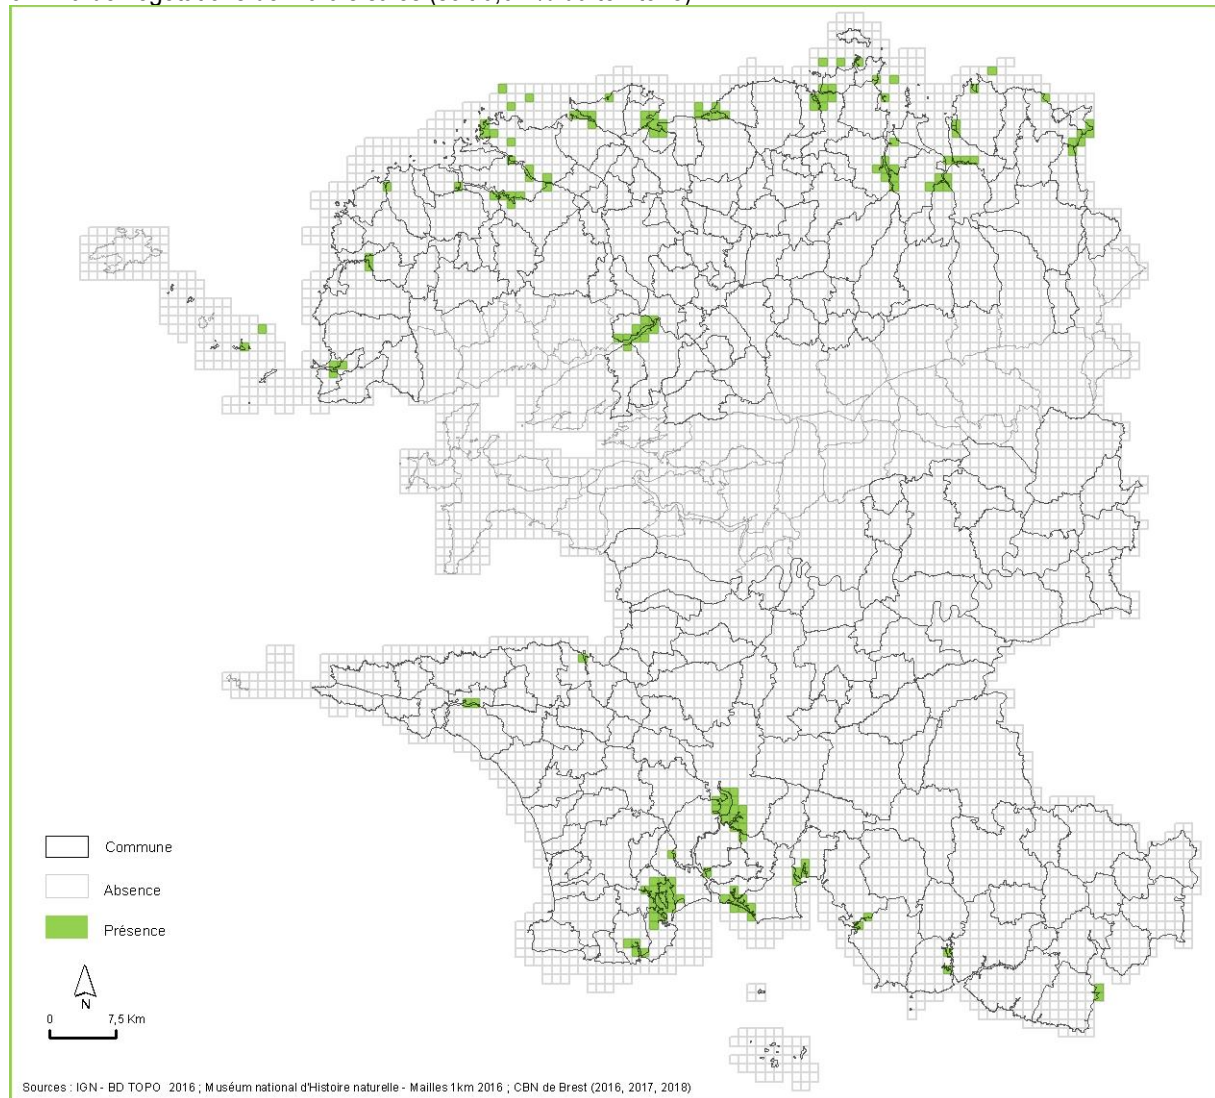 Commune
Absence
Présence
N
0 7,5 Km
Sources : IGN - BD TOPO 2016 ; Muséum national d'Histoire naturelle - Mailles 1km 2016 ; CBN de Brest (2016, 2017, 2018)